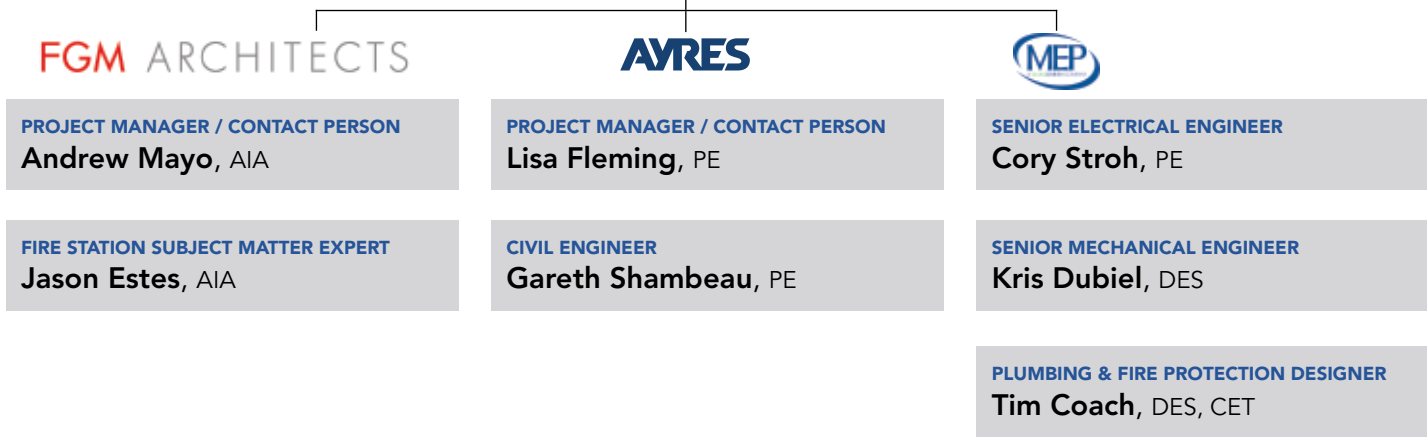 FGM ARCHITECTS
PROJECT MANAGER / CONTACT PERSON
Andrew Mayo, AIA
FIRE STATION SUBJECT MATTER EXPERT
Jason Estes, AIA
AYRES
PROJECT MANAGER / CONTACT PERSON
Lisa Fleming, PE
CIVIL ENGINEER
Gareth Shambeau, PE
MEP
SENIOR ELECTRICAL ENGINEER
Cory Stroh, PE
SENIOR MECHANICAL ENGINEER
Kris Dubiel, DES
PLUMBING & FIRE PROTECTION DESIGNER
Tim Coach, DES, CET